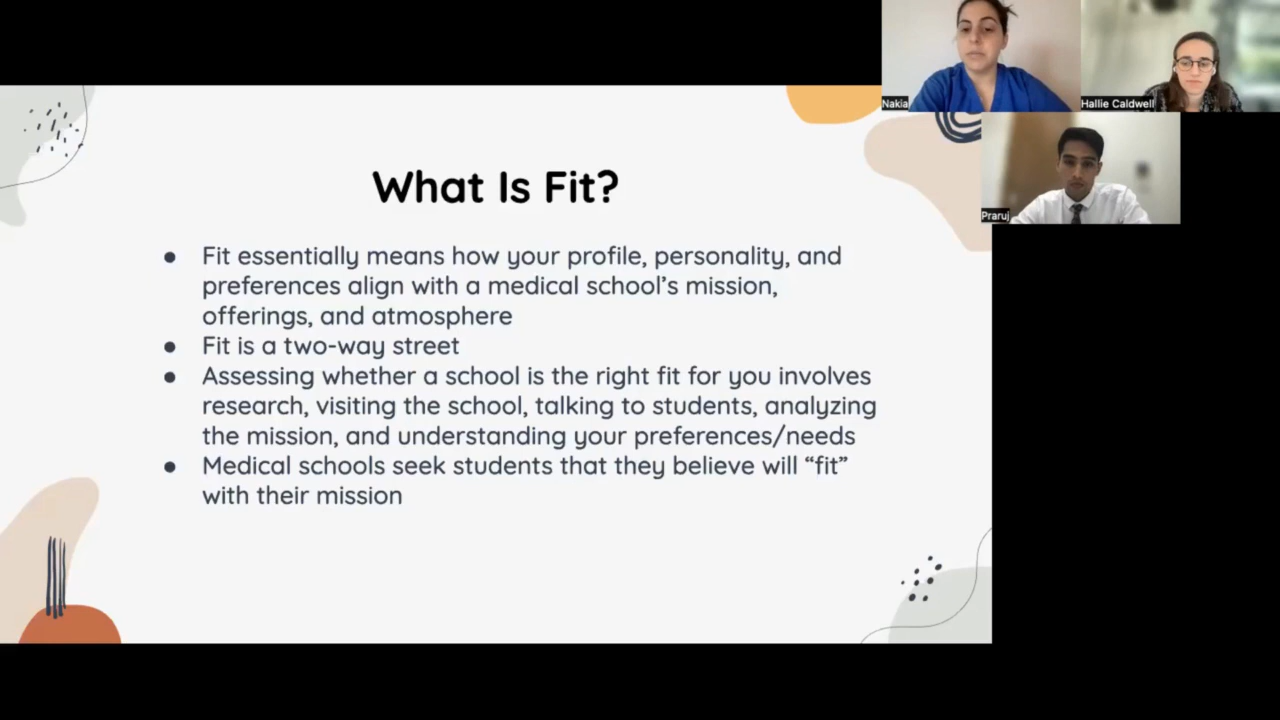 Nakia
Hallie Caldwell
Praruj
What Is Fit?
● Fit essentially means how your profile, personality, and
preferences align with a medical school’s mission,
offerings, and atmosphere
● Fit is a two-way street
● Assessing whether a school is the right fit for you involves
research, visiting the school, talking to students, analyzing
the mission, and understanding your preferences/needs
● Medical schools seek students that they believe will “fit”
with their mission